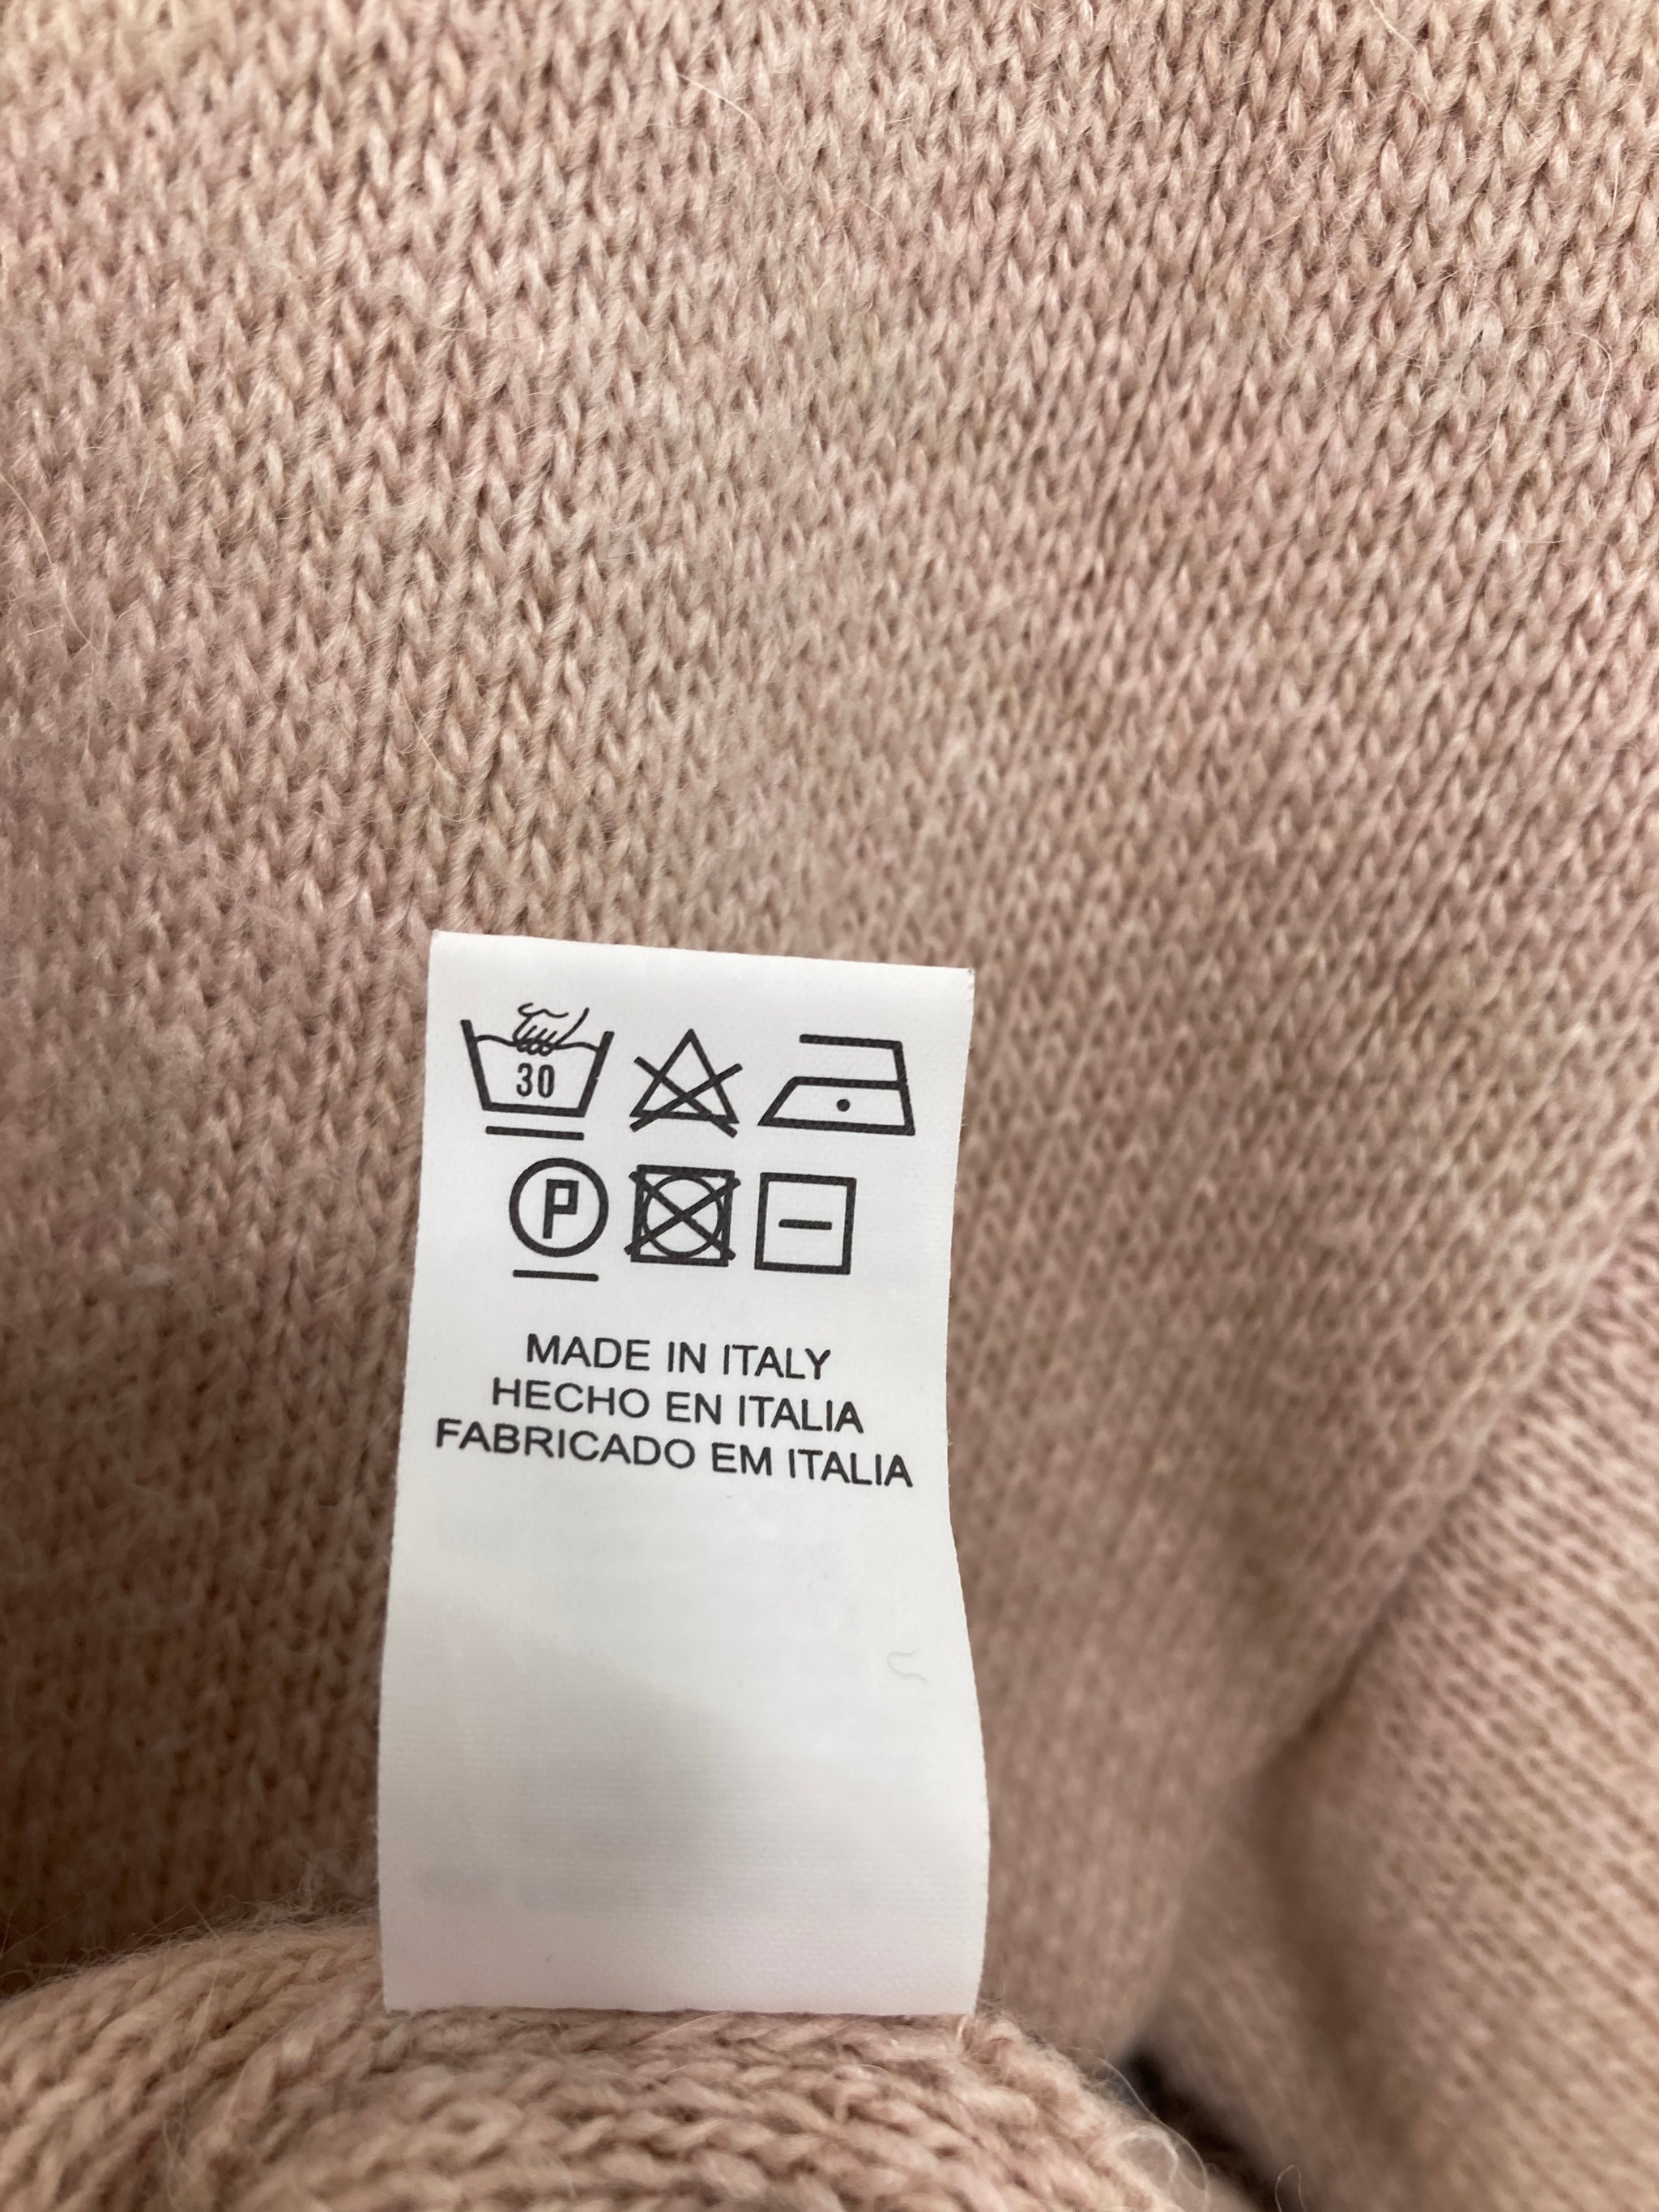 30
P
MADE IN ITALY
HECHO EN ITALIA
FABRICADO EM ITALIA